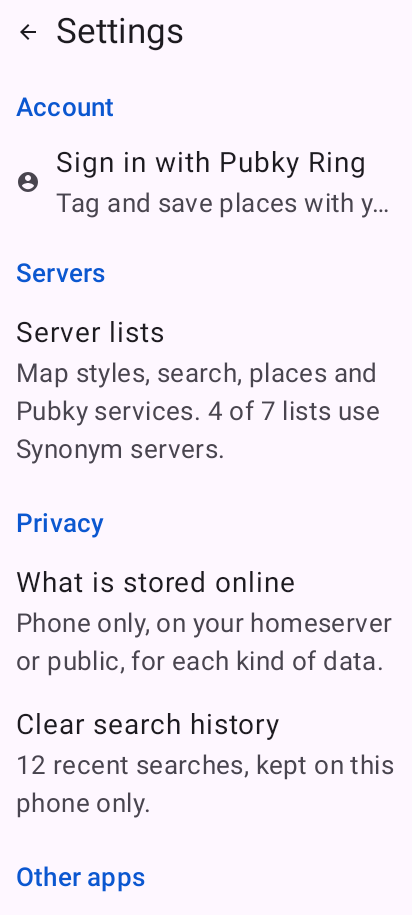 Settings
Account
Sign in with Pubky Ring
Tag and save places with y...
Servers
Server lists
Map styles, search, places and
Pubky services. 4 of 7 lists use
Synonym servers.
Privacy
What is stored online
Phone only, on your homeserver
or public, for each kind of data.
Clear search history
12 recent searches, kept on this
phone only.
Other apps